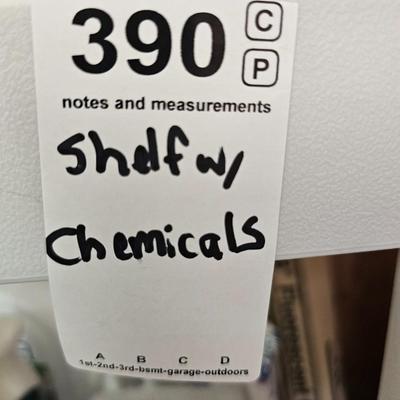 390
C
P
notes and measurements
Shelf w/
Chemicals
A B C D
1st-2nd-3rd-bsmt-garage-outdoors